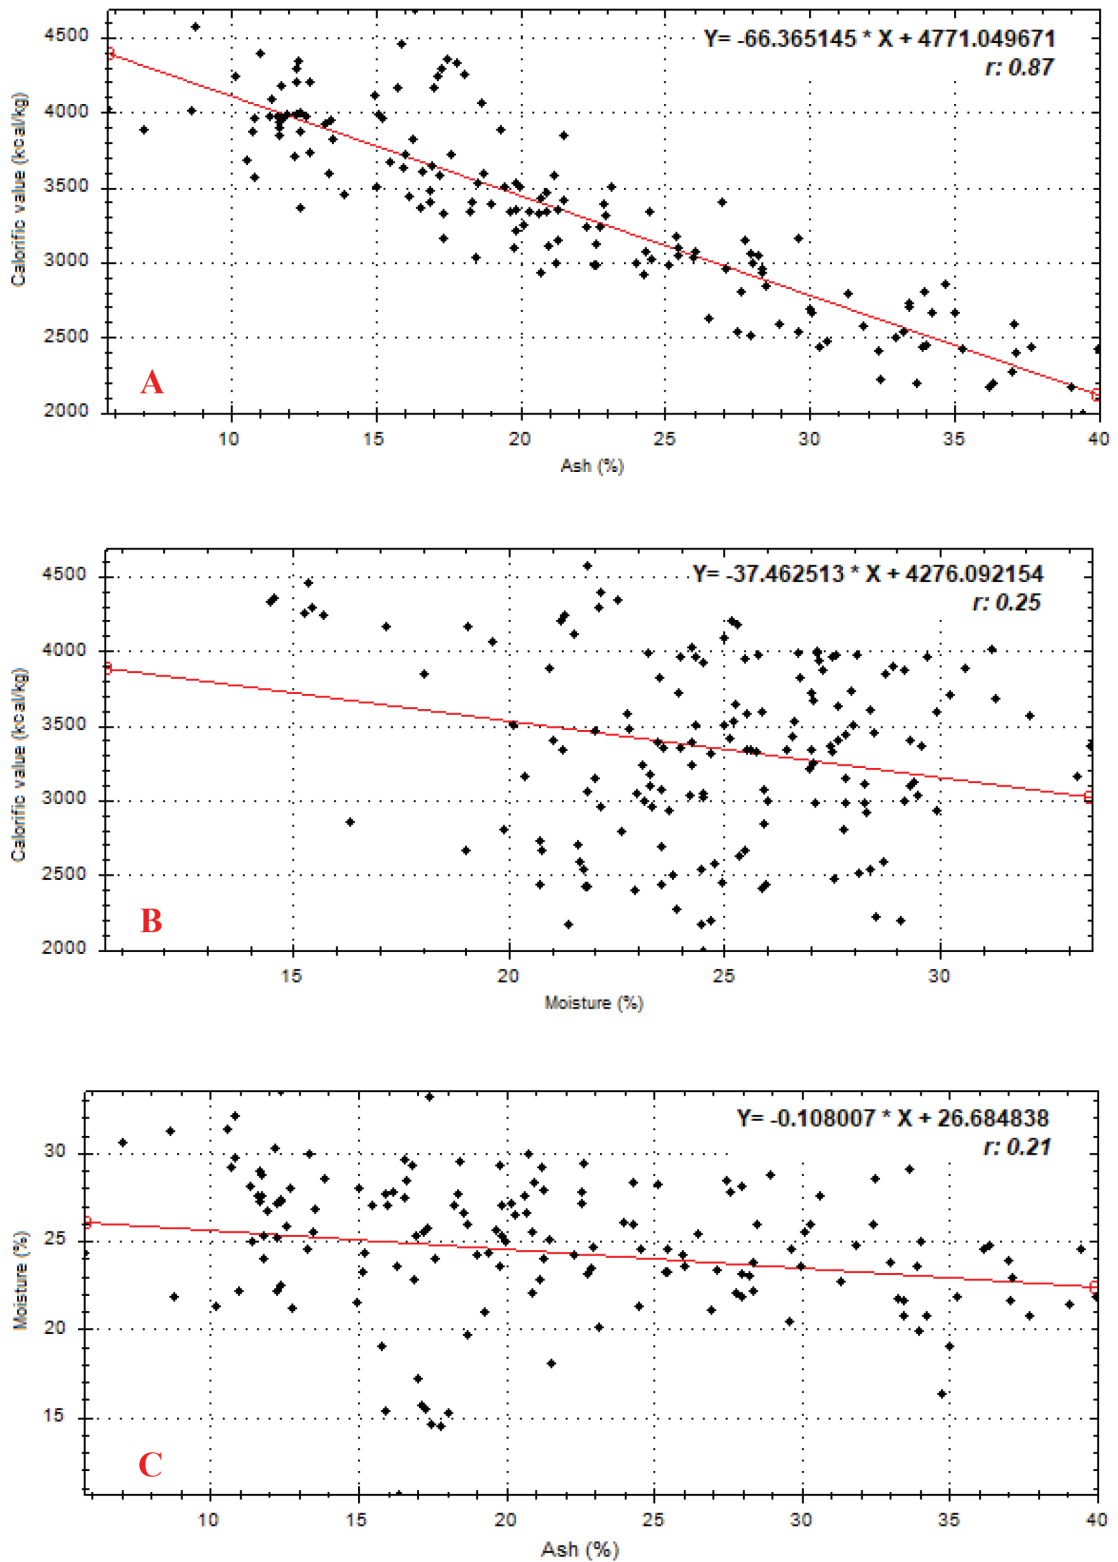 Y= -66.365145 * X + 4771.049671
r: 0.87
4500
4000
3500
3000
2500
2000
Calorific value (kcal/kg)
A
10 15 20 25 30 35 40
Ash (%)
Y= -37.462513 * X + 4276.092154
r: 0.25
4500
4000
3500
3000
2500
2000
Calorific value (kcal/kg)
B
15 20 25 30
Moisture (%)
Y= -0.108007 * X + 26.684838
r: 0.21
30
25
20
15
Moisture (%)
C
10 15 20 25 30 35 40
Ash (%)